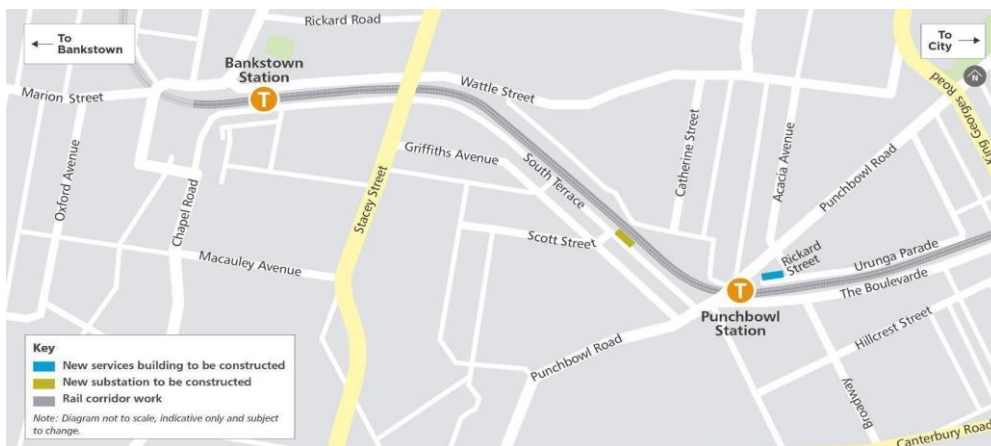 Rickard Road
To
Bankstown
To
City
N
Bankstown
Station
T
Marion Street
Wattle Street
King Georges Road
Oxford Avenue
Chapel Road
Stacey Street
Griffiths Avenue
South Terrace
Catherine Street
Acacia Avenue
Punchbowl Road
Scott Street
Macauley Avenue
Rickard
Street
Urunga Parade
The Boulevarde
T
Punchbowl
Station
Hillcrest Street
Punchbowl Road
Broadway
Canterbury Road
Key
New services building to be constructed
New substation to be constructed
Rail corridor work
Note: Diagram not to scale, indicative only and subject
to change.